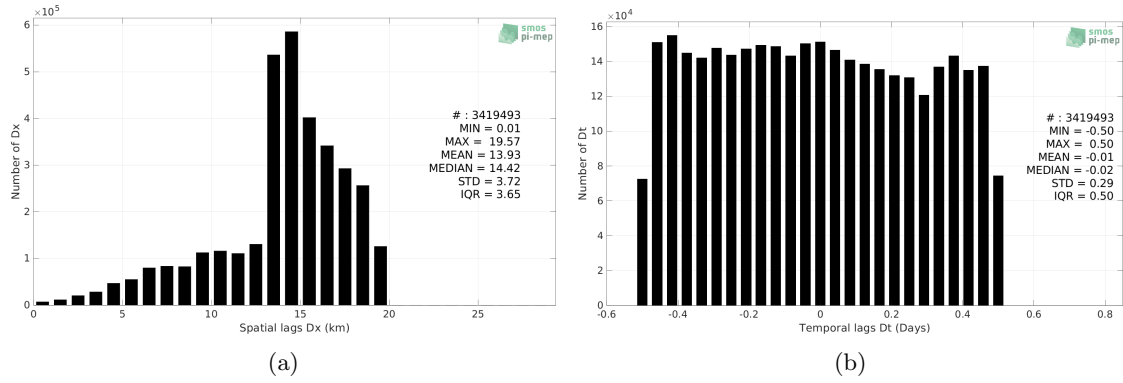 ×10⁵
6
5
4
3
2
1
0
Number of Dx
0 5 10 15 20 25
Spatial lags Dx (km)
smos
pi-mep
# : 3419493
MIN = 0.01
MAX = 19.57
MEAN = 13.93
MEDIAN = 14.42
STD = 3.72
IQR = 3.65
(a)
×10⁴
16
14
12
10
8
6
4
2
0
Number of Dt
-0.6 -0.4 -0.2 0 0.2 0.4 0.6 0.8
Temporal lags Dt (Days)
smos
pi-mep
# : 3419493
MIN = -0.50
MAX = 0.50
MEAN = -0.01
MEDIAN = -0.02
STD = 0.29
IQR = 0.50
(b)